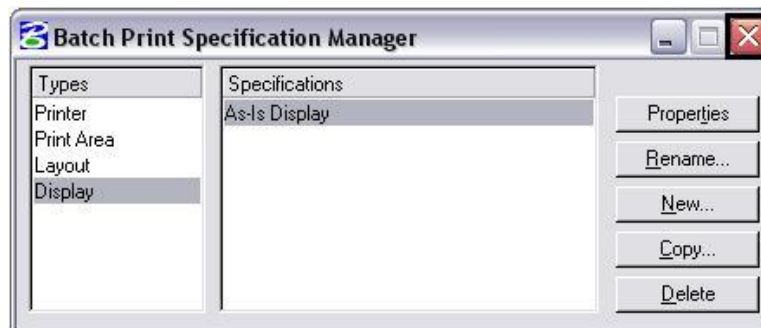 Batch Print Specification Manager
Types
Specifications
Printer
Print Area
Layout
Display
As-Is Display
Properties
Rename...
New...
Copy...
Delete